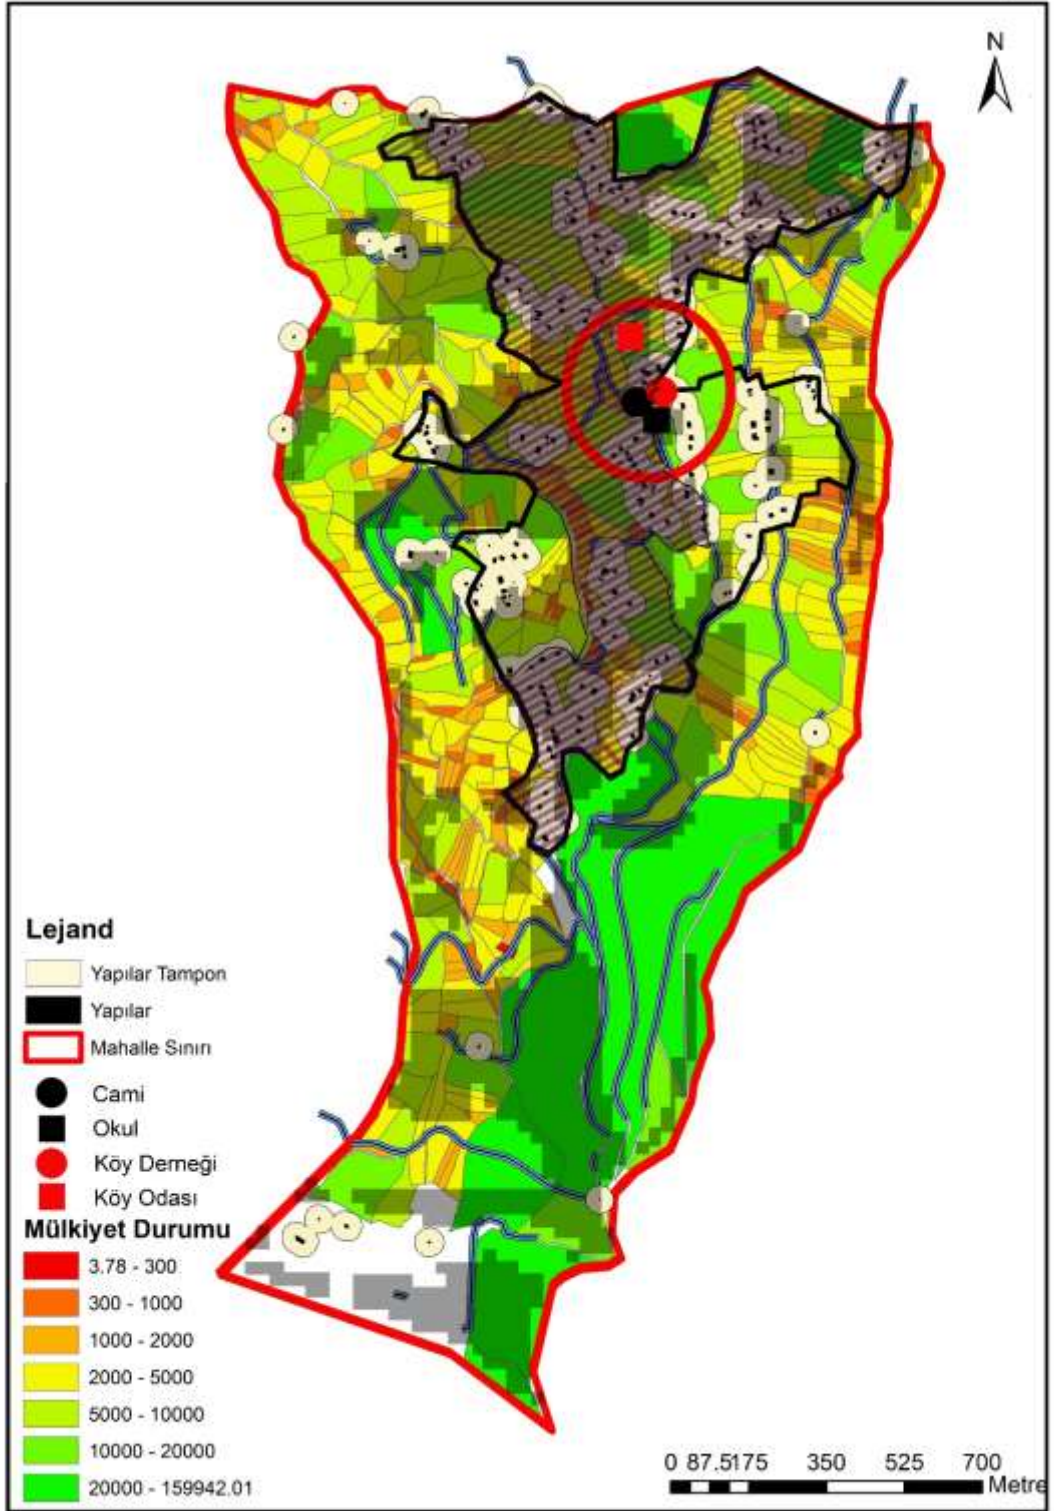 N
Lejand
Yapılar Tampon
Yapılar
Mahalle Sınırı
Cami
Okul
Köy Derneği
Köy Odası
Mülkiyet Durumu
3.78 - 300
300 - 1000
1000 - 2000
2000 - 5000
5000 - 10000
10000 - 20000
20000 - 159942.01
0 87.5175 350 525 700
Metre